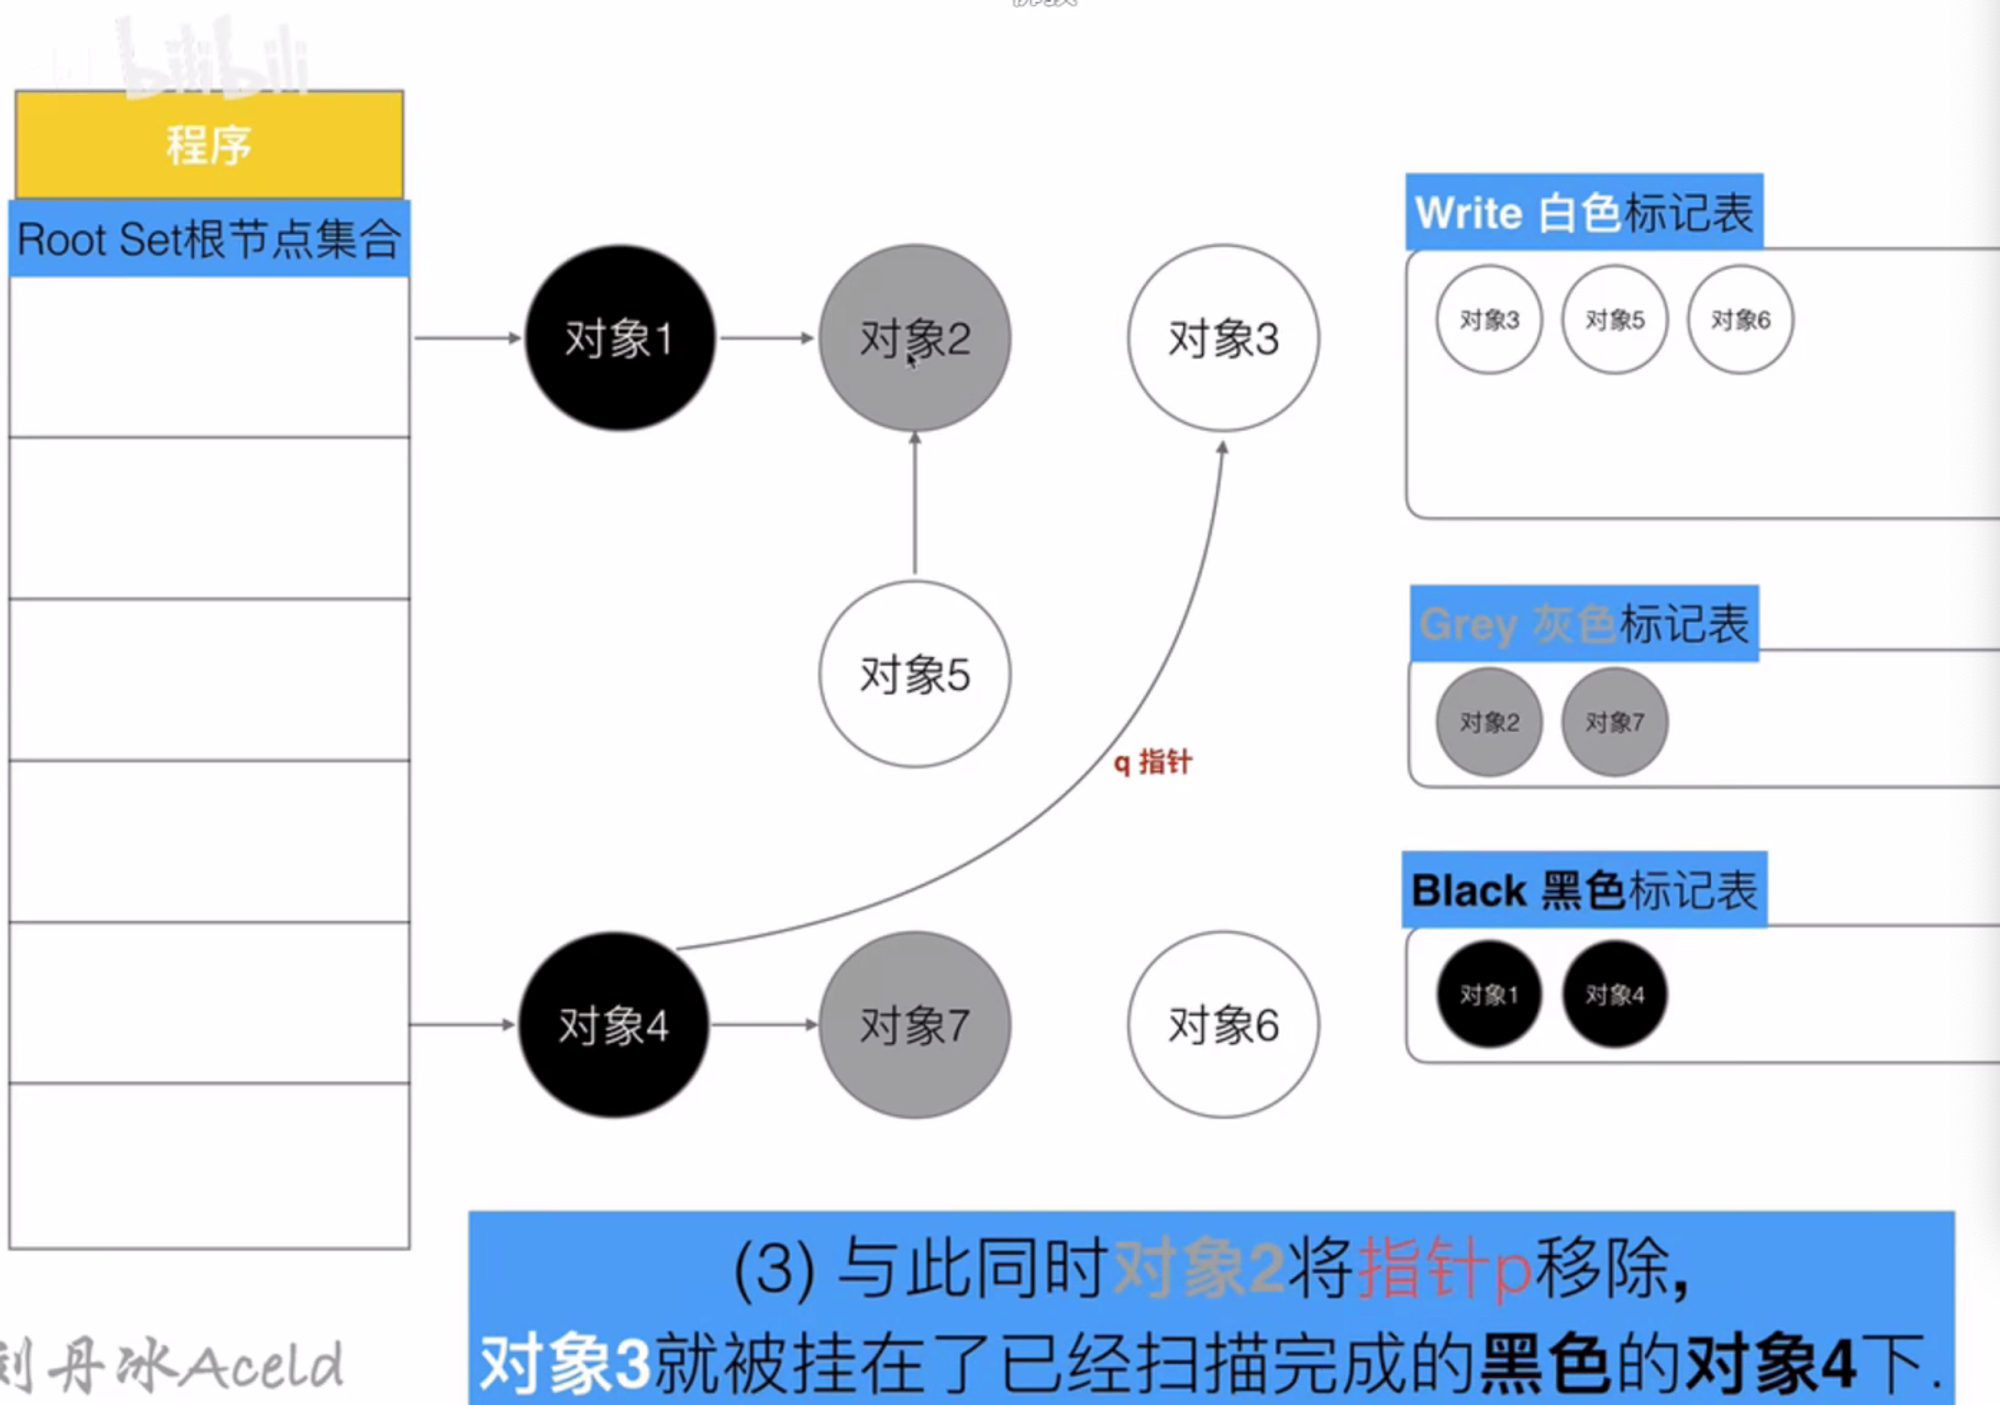 bilibili
程序
Root Set根节点集合
对象1
对象2
对象3
对象5
q 指针
对象4
对象7
对象6
Write 白色标记表
对象3 对象5 对象6
Grey 灰色标记表
对象2 对象7
Black 黑色标记表
对象1 对象4
(3) 与此同时对象2将指针p移除,
对象3就被挂在了已经扫描完成的黑色的对象4下.
刘丹冰Aceld